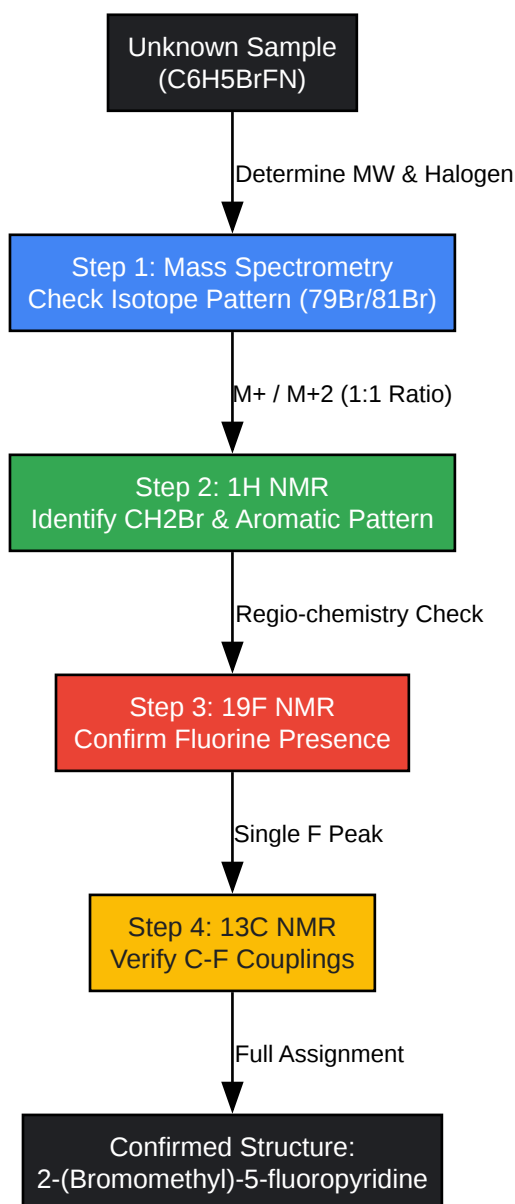 Unknown Sample
(C6H5BrFN)
Determine MW & Halogen
Step 1: Mass Spectrometry
Check Isotope Pattern (79Br/81Br)
M+ / M+2 (1:1 Ratio)
Step 2: 1H NMR
Identify CH2Br & Aromatic Pattern
Regio-chemistry Check
Step 3: 19F NMR
Confirm Fluorine Presence
Single F Peak
Step 4: 13C NMR
Verify C-F Couplings
Full Assignment
Confirmed Structure:
2-(Bromomethyl)-5-fluoropyridine